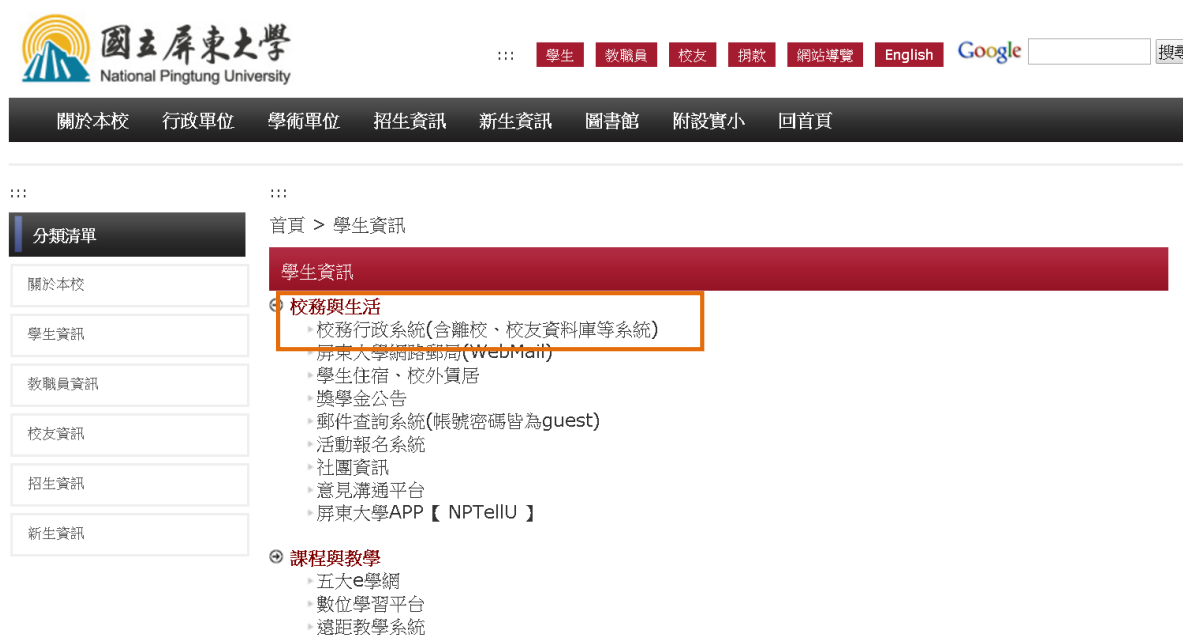 國立屏東大學
National Pingtung University
::: 學生 教職員 校友 捐款 網站導覽 English Google
關於本校 行政單位 學術單位 招生資訊 新生資訊 圖書館 附設實小 回首頁
:::
分類清單
關於本校
學生資訊
教職員資訊
校友資訊
招生資訊
新生資訊
:::
首頁 > 學生資訊
學生資訊
校務與生活
校務行政系統(含離校、校友資料庫等系統)
屏東大學網路郵局(WebMail)
學生住宿、校外賃居
獎學金公告
郵件查詢系統(帳號密碼皆為guest)
活動報名系統
社團資訊
意見溝通平台
屏東大學APP【 NPTellU 】
課程與教學
五大e學網
數位學習平台
遠距教學系統